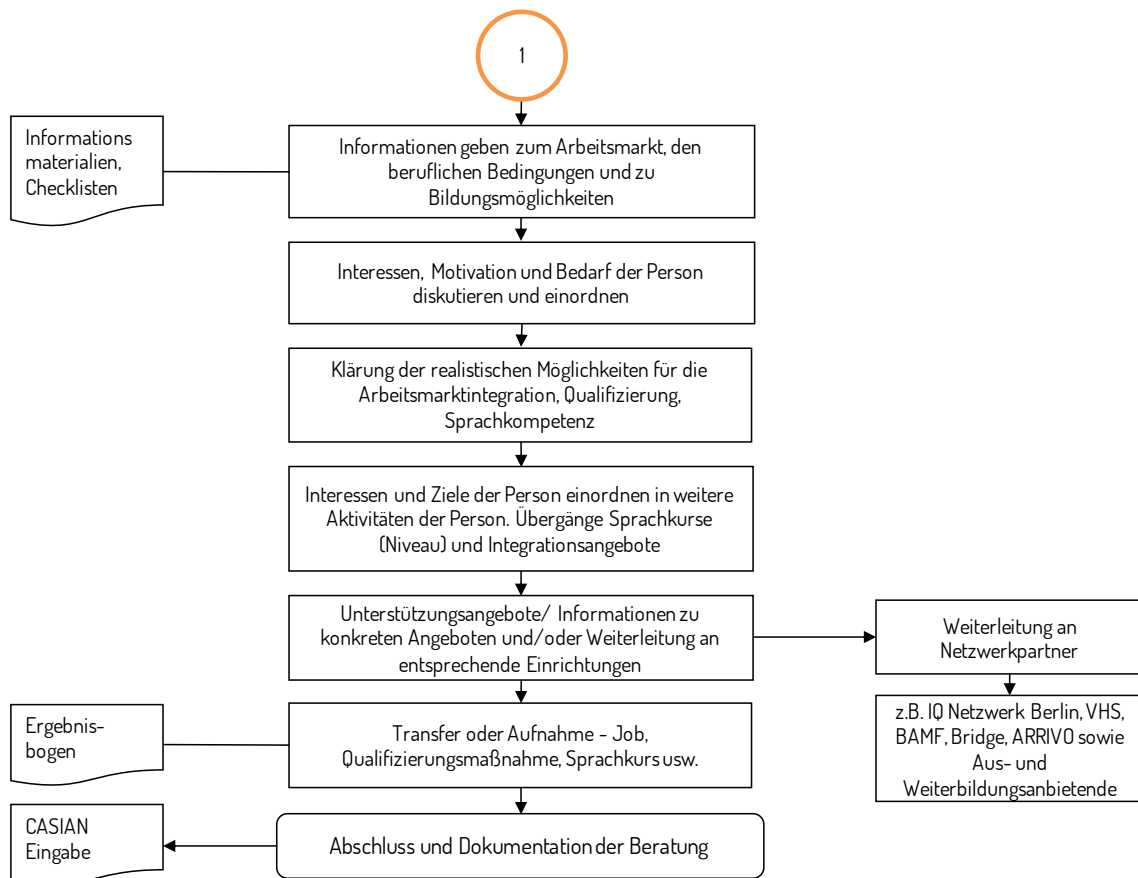 1
Informations
materialien,
Checklisten
Informationen geben zum Arbeitsmarkt, den
beruflichen Bedingungen und zu
Bildungsmöglichkeiten
Interessen, Motivation und Bedarf der Person
diskutieren und einordnen
Klärung der realistischen Möglichkeiten für die
Arbeitsmarktintegration, Qualifizierung,
Sprachkompetenz
Interessen und Ziele der Person einordnen in weitere
Aktivitäten der Person. Übergänge Sprachkurse
(Niveau) und Integrationsangebote
Unterstützungsangebote/ Informationen zu
konkreten Angeboten und/oder Weiterleitung an
entsprechende Einrichtungen
Weiterleitung an
Netzwerkpartner
z.B. IQ Netzwerk Berlin, VHS,
BAMF, Bridge, ARRIVO sowie
Aus- und
Weiterbildungsanbietende
Ergebnis-
bogen
Transfer oder Aufnahme - Job,
Qualifizierungsmaßnahme, Sprachkurs usw.
CASIAN
Eingabe
Abschluss und Dokumentation der Beratung